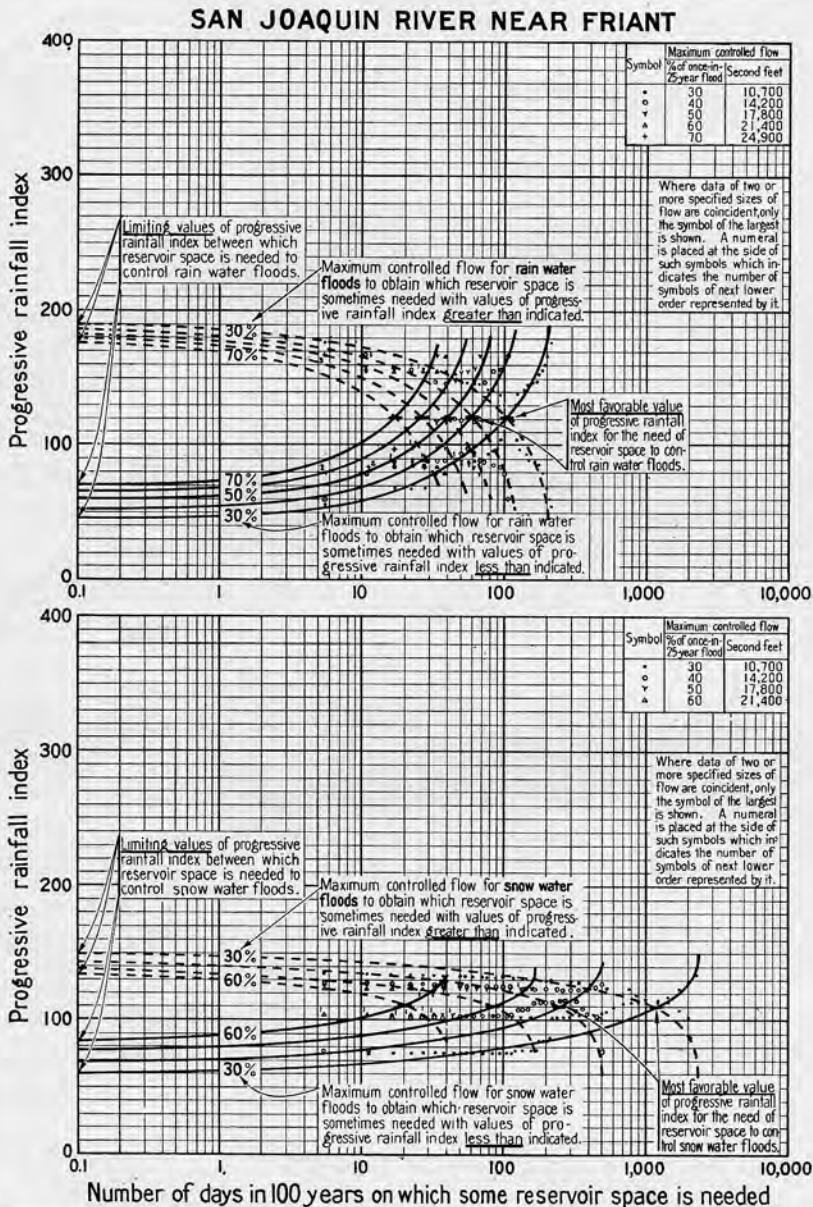 SAN JOAQUIN RIVER NEAR FRIANT
400
300
200
100
0
Progressive rainfall index
Symbol
Maximum controlled flow
% of once-in-25-year flood
Second feet
30 10,700
40 14,200
50 17,800
60 21,400
70 24,900
Where data of two or
more specified sizes of
flow are coincident, only
the symbol of the largest
is shown. A numeral
is placed at the side of
such symbols which in-
dicates the number of
symbols of next lower
order represented by it.
Limiting values of progressive
rainfall index between which
reservoir space is needed to
control rain water floods.
Maximum controlled flow for rain water
floods to obtain which reservoir space is
sometimes needed with values of progres-
sive rainfall index greater than indicated.
30%
70%
Most favorable value
of progressive rainfall
index for the need of
reservoir space to con-
trol rain water floods.
70%
50%
30%
Maximum controlled flow for rain water
floods to obtain which reservoir space is
sometimes needed with values of pro-
gressive rainfall index less than indicated.
0.1 1. 10 100 1,000 10,000
400
300
200
100
0
Progressive rainfall index
Symbol
Maximum controlled flow
% of once-in-25-year flood
Second feet
30 10,700
40 14,200
50 17,800
60 21,400
Where data of two or
more specified sizes of
flow are coincident, only
the symbol of the largest
is shown. A numeral
is placed at the side of
such symbols which in-
dicates the number of
symbols of next lower
order represented by it.
Limiting values of progressive
rainfall index between which
reservoir space is needed to
control snow water floods.
Maximum controlled flow for snow water
floods to obtain which reservoir space is
sometimes needed with values of progress-
ive rainfall index greater than indicated.
30%
60%
60%
30%
Maximum controlled flow for snow water
floods to obtain which reservoir space is
sometimes needed with values of pro-
gressive rainfall index less than indicated.
Most favorable value
of progressive rainfall
index for the need of
reservoir space to con-
trol snow water floods.
0.1 1. 10 100 1,000 10,000
Number of days in 100 years on which some reservoir space is needed